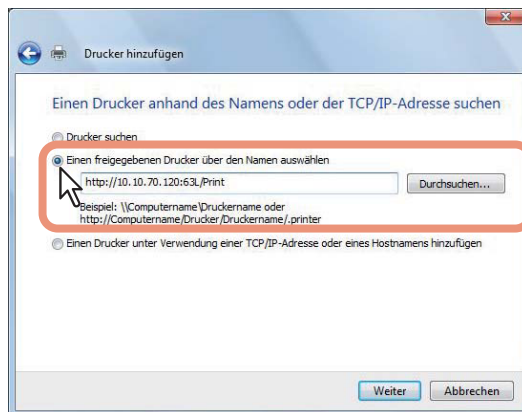 Drucker hinzufügen
Einen Drucker anhand des Namens oder der TCP/IP-Adresse suchen
Drucker suchen
Einen freigegebenen Drucker über den Namen auswählen
http://10.10.70.120:63L/Print
Durchsuchen...
Beispiel: \\Computername\Druckername oder
http://Computername/Drucker/Druckername/.printer
Einen Drucker unter Verwendung einer TCP/IP-Adresse oder eines Hostnamens hinzufügen
Weiter
Abbrechen